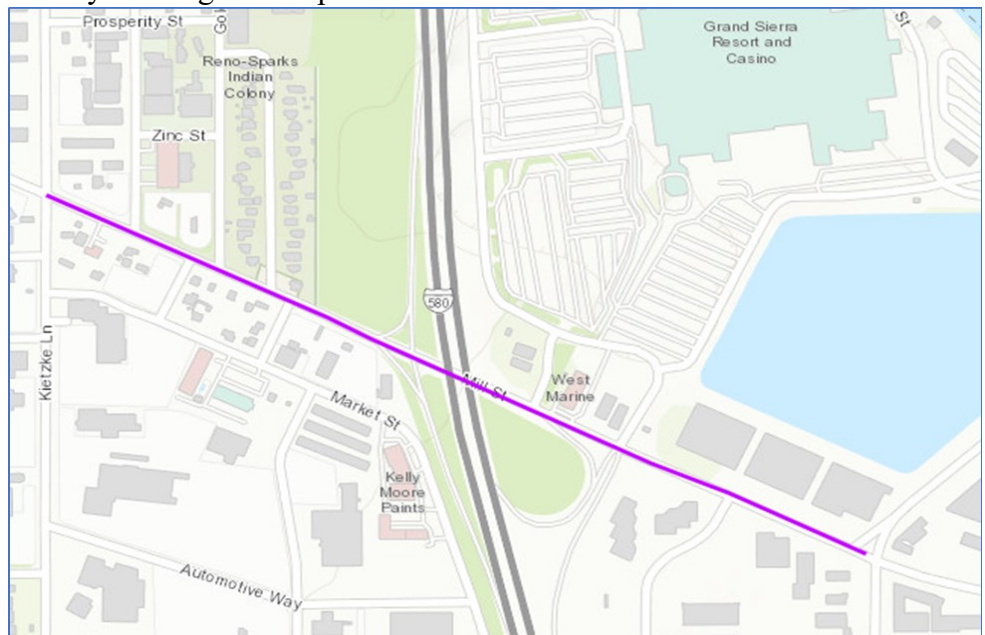 Prosperity St
Grand Sierra
Resort and
Casino
St
Reno-Sparks
Indian
Colony
Zinc St
580
Kietzke Ln
Mill St
West
Marine
Market St
Kelly
Moore
Paints
Automotive Way